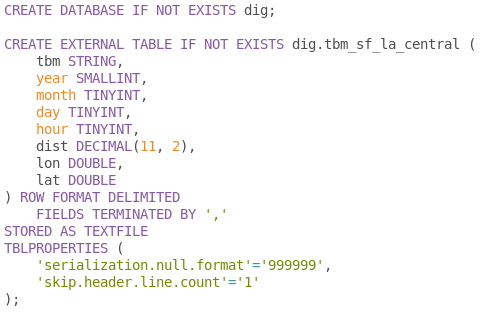 CREATE DATABASE IF NOT EXISTS dig;

CREATE EXTERNAL TABLE IF NOT EXISTS dig.tbm_sf_la_central (
    tbm STRING,
    year SMALLINT,
    month TINYINT,
    day TINYINT,
    hour TINYINT,
    dist DECIMAL(11, 2),
    lon DOUBLE,
    lat DOUBLE
) ROW FORMAT DELIMITED
    FIELDS TERMINATED BY ','
STORED AS TEXTFILE
TBLPROPERTIES (
    'serialization.null.format'='999999',
    'skip.header.line.count'='1'
);